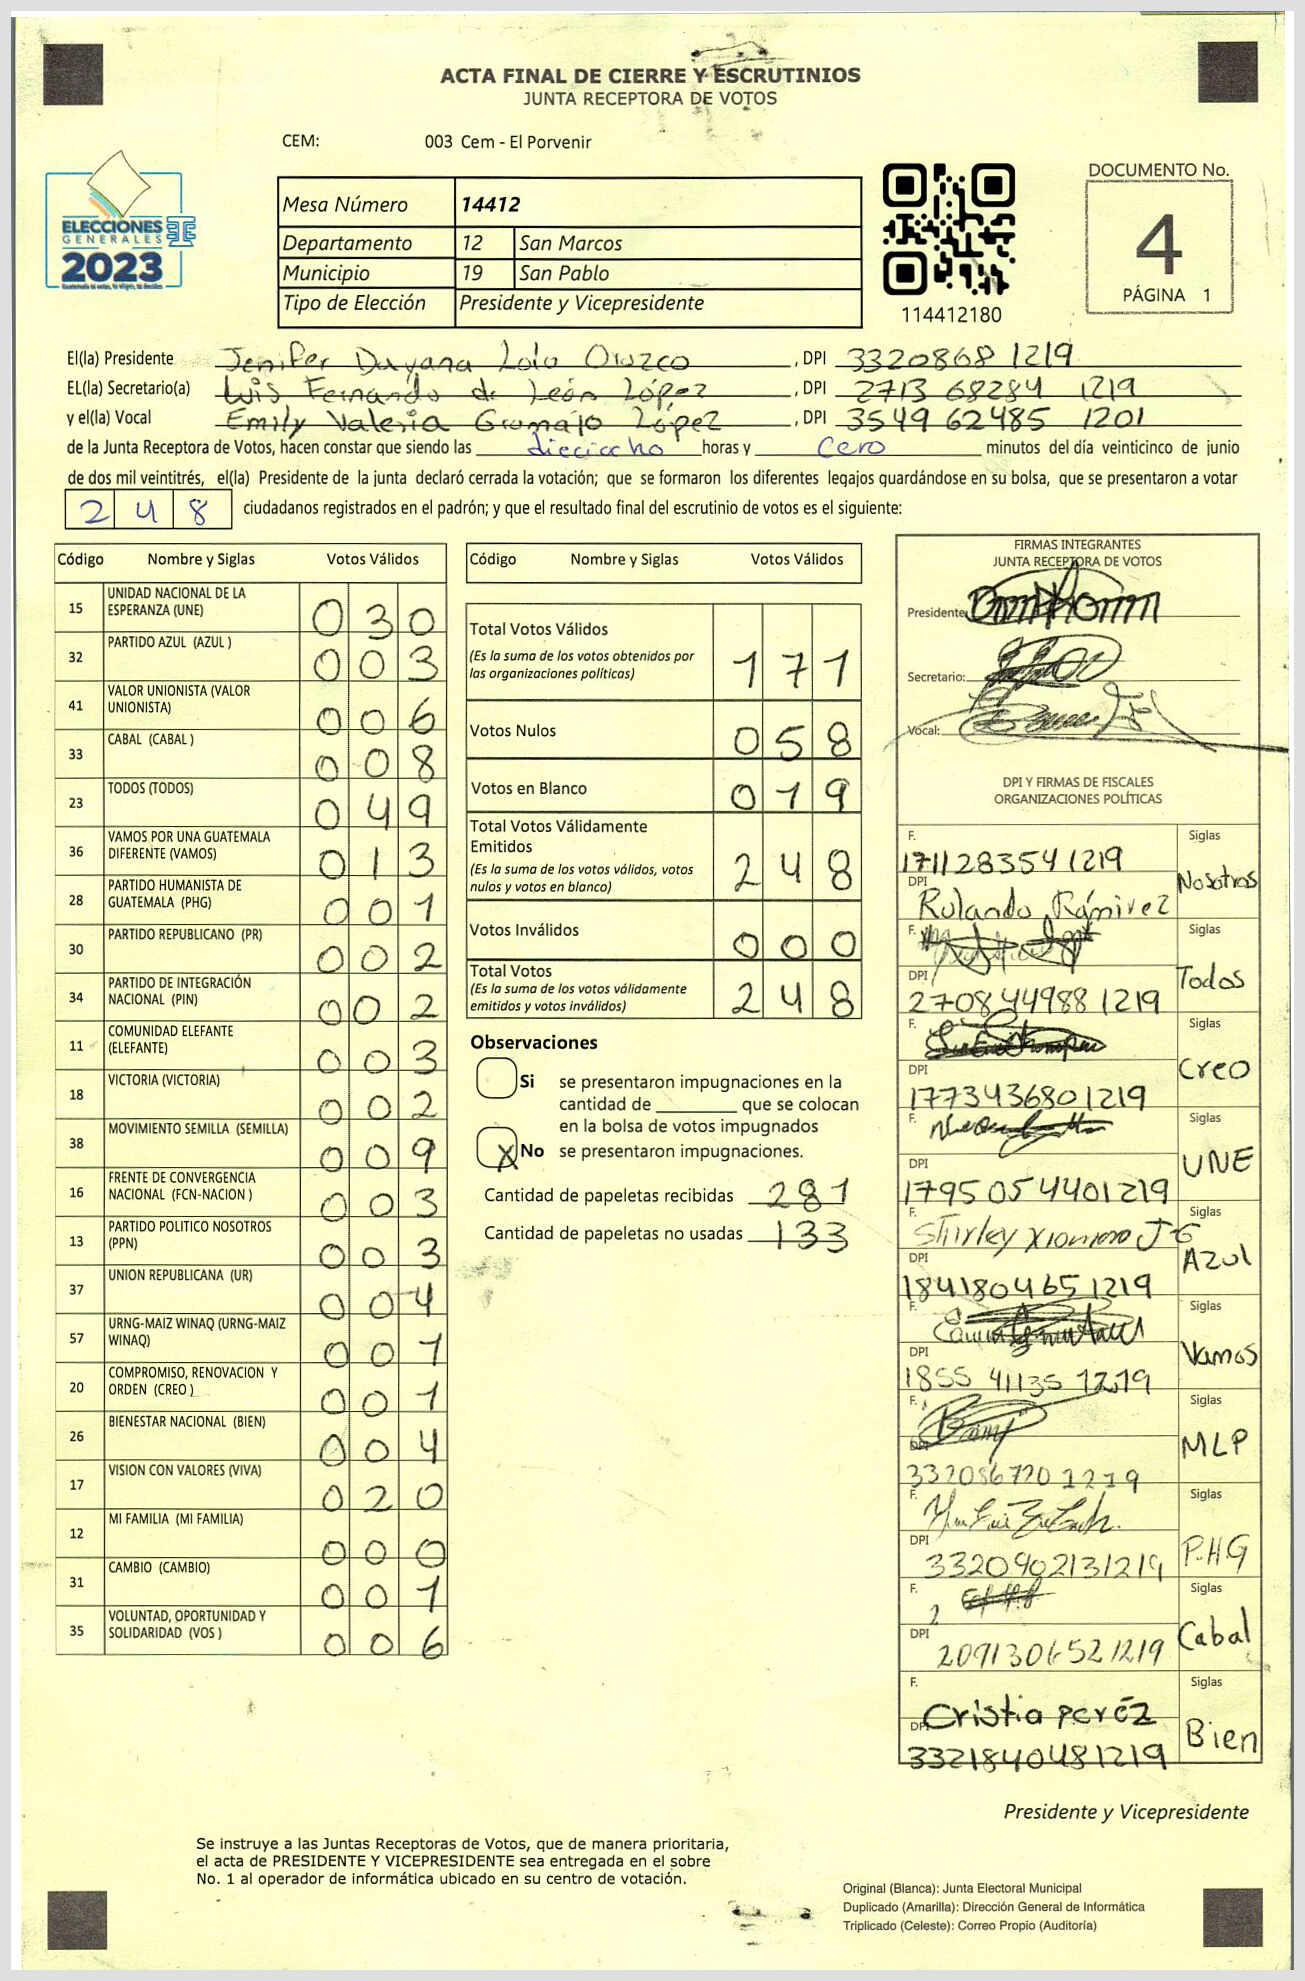 ACTA FINAL DE CIERRE Y ESCRUTINIOS
JUNTA RECEPTORA DE VOTOS
CEM: 003 Cem - El Porvenir
ELECCIONES
GENERALES
2023
Mesa Número 14412
Departamento 12 San Marcos
Municipio 19 San Pablo
Tipo de Elección Presidente y Vicepresidente
114412180
DOCUMENTO No.
4
PÁGINA 1
El(la) Presidente Jenifer Dayana Lolo Orozco , DPI 3320868 1219
EL(la) Secretario(a) Luis Fernando de León López , DPI 2713 68284 1219
y el(la) Vocal Emily Valeria Gramajo López , DPI 3549 62485 1201
de la Junta Receptora de Votos, hacen constar que siendo las dieciocho horas y cero minutos del día veinticinco de junio
de dos mil veintitrés, el(la) Presidente de la junta declaró cerrada la votación; que se formaron los diferentes legajos guardándose en su bolsa, que se presentaron a votar
2 4 8 ciudadanos registrados en el padrón; y que el resultado final del escrutinio de votos es el siguiente:
Código Nombre y Siglas Votos Válidos
15 UNIDAD NACIONAL DE LA ESPERANZA (UNE) 0 3 0
32 PARTIDO AZUL (AZUL ) 0 0 3
41 VALOR UNIONISTA (VALOR UNIONISTA) 0 0 6
33 CABAL (CABAL ) 0 0 8
23 TODOS (TODOS) 0 4 9
36 VAMOS POR UNA GUATEMALA DIFERENTE (VAMOS) 0 1 3
28 PARTIDO HUMANISTA DE GUATEMALA (PHG) 0 0 1
30 PARTIDO REPUBLICANO (PR) 0 0 2
34 PARTIDO DE INTEGRACIÓN NACIONAL (PIN) 0 0 2
11 COMUNIDAD ELEFANTE (ELEFANTE) 0 0 3
18 VICTORIA (VICTORIA) 0 0 2
38 MOVIMIENTO SEMILLA (SEMILLA) 0 0 9
16 FRENTE DE CONVERGENCIA NACIONAL (FCN-NACION ) 0 0 3
13 PARTIDO POLITICO NOSOTROS (PPN) 0 0 3
37 UNION REPUBLICANA (UR) 0 0 4
57 URNG-MAIZ WINAQ (URNG-MAIZ WINAQ) 0 0 1
20 COMPROMISO, RENOVACION Y ORDEN (CREO ) 0 0 1
26 BIENESTAR NACIONAL (BIEN) 0 0 4
17 VISION CON VALORES (VIVA) 0 2 0
12 MI FAMILIA (MI FAMILIA) 0 0 0
31 CAMBIO (CAMBIO) 0 0 1
35 VOLUNTAD, OPORTUNIDAD Y SOLIDARIDAD (VOS ) 0 0 6
Código Nombre y Siglas Votos Válidos
Total Votos Válidos
(Es la suma de los votos obtenidos por las organizaciones políticas) 1 7 1
Votos Nulos 0 5 8
Votos en Blanco 0 1 9
Total Votos Válidamente Emitidos
(Es la suma de los votos válidos, votos nulos y votos en blanco) 2 4 8
Votos Inválidos 0 0 0
Total Votos
(Es la suma de los votos válidamente emitidos y votos inválidos) 2 4 8
Observaciones
Si se presentaron impugnaciones en la
cantidad de ________ que se colocan
en la bolsa de votos impugnados
X No se presentaron impugnaciones.
Cantidad de papeletas recibidas 281
Cantidad de papeletas no usadas 133
FIRMAS INTEGRANTES
JUNTA RECEPTORA DE VOTOS
Presidente:
Secretario:
Vocal:
DPI Y FIRMAS DE FISCALES
ORGANIZACIONES POLÍTICAS
F. 1711283541219 Siglas
DPI Rolando Rámirez Nosotros
F. Siglas
DPI 2708449881219 Todos
F. Siglas
DPI 1773436801219 Creo
F. Siglas
DPI 1795054401219 UNE
F. Shirley Siglas
DPI 1841804651219 Azul
F. Siglas
DPI 1855 41135 1219 Vamos
F. Siglas
DPI 3320867201219 MLP
F. Siglas
DPI 3320902131219 P.H.G
F. Siglas
DPI 2091306521219 Cabal
F. Cristia peréz Siglas
DPI 3321840481219 Bien
Presidente y Vicepresidente
Se instruye a las Juntas Receptoras de Votos, que de manera prioritaria,
el acta de PRESIDENTE Y VICEPRESIDENTE sea entregada en el sobre
No. 1 al operador de informática ubicado en su centro de votación.
Original (Blanca): Junta Electoral Municipal
Duplicado (Amarilla): Dirección General de Informática
Triplicado (Celeste): Correo Propio (Auditoría)